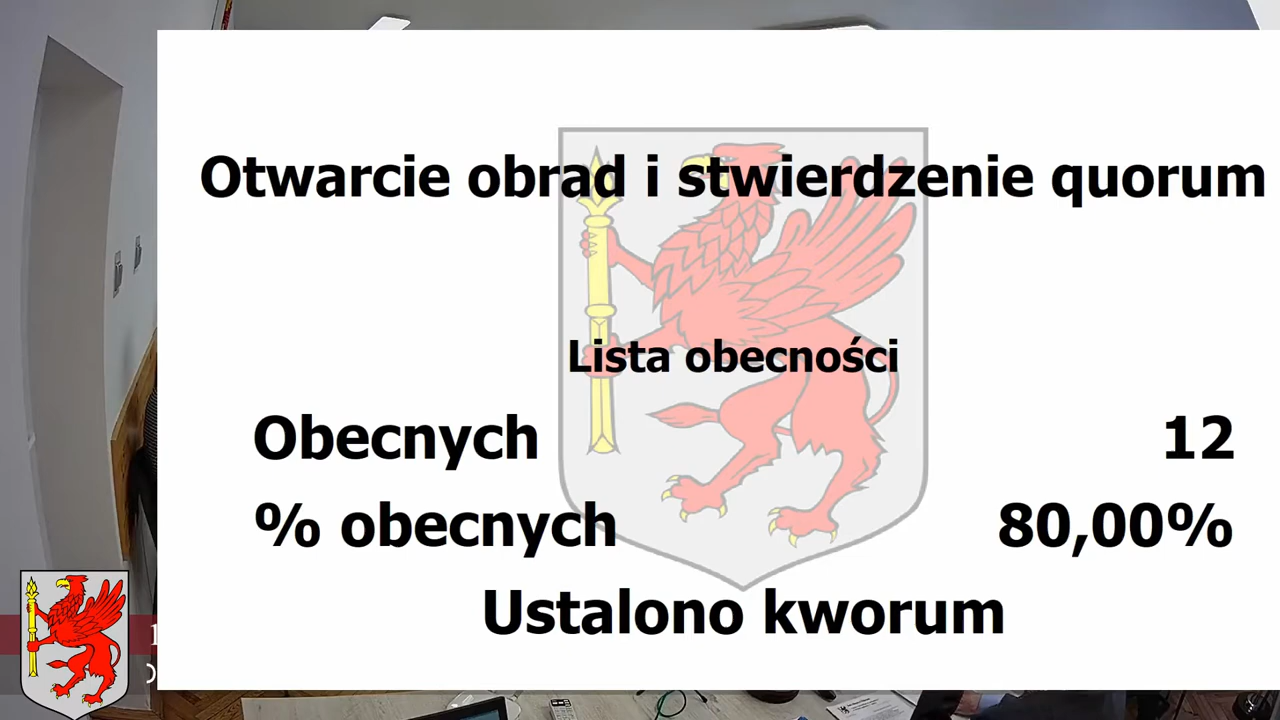 Otwarcie obrad i stwierdzenie quorum
Lista obecności
Obecnych 12
% obecnych 80,00%
Ustalono kworum